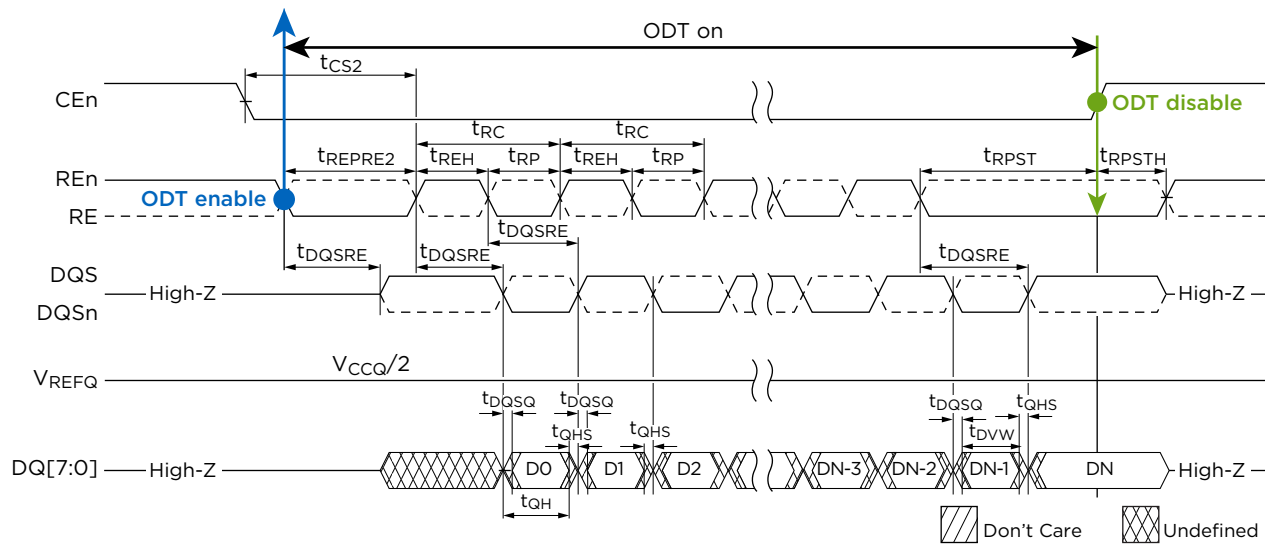 ODT on
tCS2
CEn
ODT disable
tRC
tRC
tREPRE2
tREH
tRP
tREH
tRP
tRPST
tRPSTH
REn
ODT enable
RE
tDQSRE
tDQSRE
tDQSRE
tDQSRE
DQS
High-Z
High-Z
DQSn
VCCQ/2
VREFQ
tDQSQ
tDQSQ
tDQSQ
tQHS
tQHS
tQHS
tDVW
DQ[7:0]
High-Z
D0
D1
D2
DN-3
DN-2
DN-1
DN
High-Z
tQH
Don't Care
Undefined